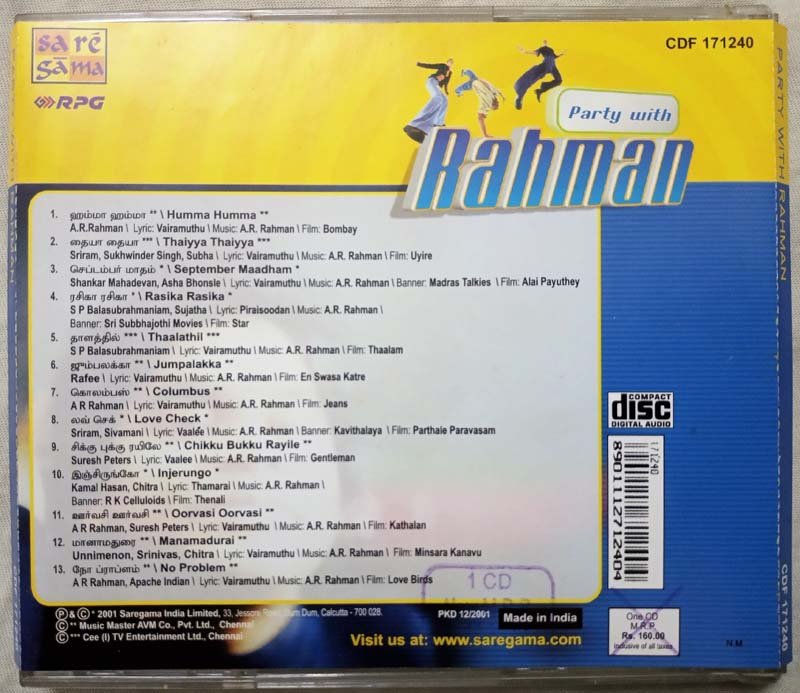 sa rē
gāma
RPG
CDF 171240
Party with
Rahman
1. ஹம்மா ஹம்மா ** \ Humma Humma **
A.R.Rahman \ Lyric: Vairamuthu \ Music: A.R. Rahman \ Film: Bombay
2. தையா தையா *** \ Thaiyya Thaiyya ***
Sriram, Sukhwinder Singh, Subha \ Lyric: Vairamuthu \ Music: A.R. Rahman \ Film: Uyire
3. செப்டம்பர் மாதம் * \ September Maadham *
Shankar Mahadevan, Asha Bhonsle \ Lyric: Vairamuthu \ Music: A.R. Rahman \ Banner: Madras Talkies \ Film: Alai Payuthey
4. ரசிகா ரசிகா * \ Rasika Rasika *
S P Balasubrahmaniam, Sujatha \ Lyric: Piraisoodan \ Music: A.R. Rahman \
Banner: Sri Subbhajothi Movies \ Film: Star
5. தாளத்தில் *** \ Thaalathil ***
S P Balasubrahmaniam \ Lyric: Vairamuthu \ Music: A.R. Rahman \ Film: Thaalam
6. ஜும்பலக்கா ** \ Jumpalakka **
Rafee \ Lyric: Vairamuthu \ Music: A.R. Rahman \ Film: En Swasa Katre
7. கொலம்பஸ் ** \ Columbus **
A R Rahman \ Lyric: Vairamuthu \ Music: A.R. Rahman \ Film: Jeans
8. லவ் செக் * \ Love Check *
Sriram, Sivamani \ Lyric: Vaalee \ Music: A.R. Rahman \ Banner: Kavithalaya \ Film: Parthale Paravasam
9. சிக்கு புக்கு ரயிலே ** \ Chikku Bukku Rayile **
Suresh Peters \ Lyric: Vaalee \ Music: A.R. Rahman \ Film: Gentleman
10. இஞ்சிருங்கோ * \ Injerungo *
Kamal Hasan, Chitra \ Lyric: Thamarai \ Music: A.R. Rahman \
Banner: R K Celluloids \ Film: Thenali
11. ஊர்வசி ஊர்வசி ** \ Oorvasi Oorvasi **
A R Rahman, Suresh Peters \ Lyric: Vairamuthu \ Music: A.R. Rahman \ Film: Kathalan
12. மானாமதுரை ** \ Manamadurai **
Unnimenon, Srinivas, Chitra \ Lyric: Vairamuthu \ Music: A.R. Rahman \ Film: Minsara Kanavu
13. நோ ப்ராப்ளம் ** \ No Problem **
A R Rahman, Apache Indian \ Lyric: Vairamuthu \ Music: A.R. Rahman \ Film: Love Birds
COMPACT
disc
DIGITAL AUDIO
171240
8901112712404
1 CD
M.R.P.
Ⓟ & © * 2001 Saregama India Limited, 33, Jessore Road, Dum Dum, Calcutta - 700 028.
© ** Music Master AVM Co., Pvt. Ltd., Chennai
© *** Cee (I) TV Entertainment Ltd., Chennai
PKD 12/2001
Made in India
Visit us at: www.saregama.com
One CD
M.R.P.
Rs. 160.00
inclusive of all taxes
N.M.
PARTY WITH RAHMAN
CDF 171240
RAHMAN